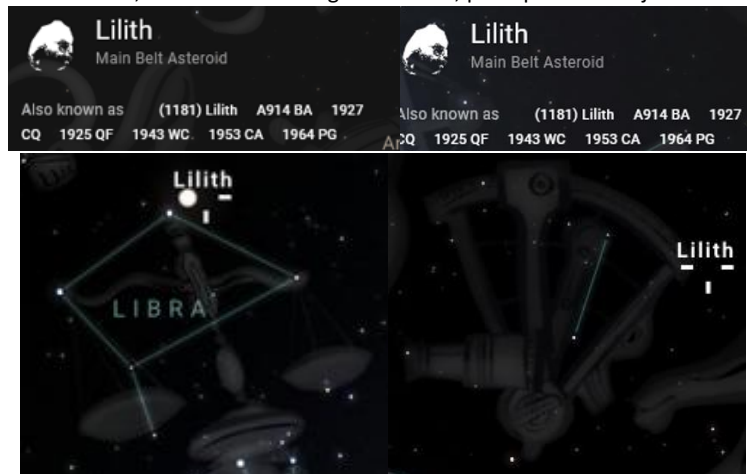 Lilith
Main Belt Asteroid
Also known as (1181) Lilith A914 BA 1927
CQ 1925 QF 1943 WC 1953 CA 1964 PG
Lilith
Main Belt Asteroid
Also known as (1181) Lilith A914 BA 1927
CQ 1925 QF 1943 WC 1953 CA 1964 PG
Lilith
LIBRA
Lilith